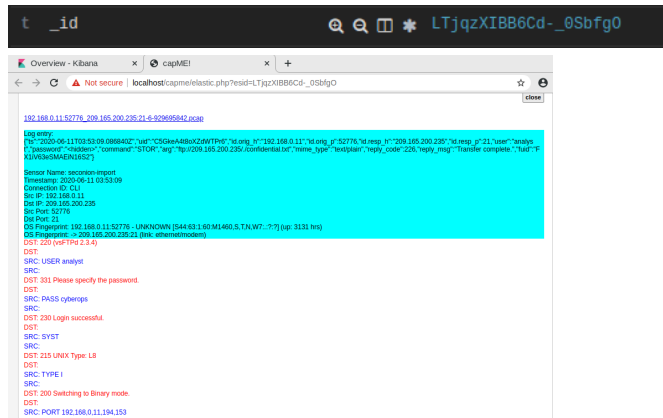 t _id LTjqzXIBB6Cd-_0SbfgO
Overview - Kibana × capME! × +
Not secure | localhost/capme/elastic.php?esid=LTjqzXIBB6Cd-_0SbfgO
close
192.168.0.11:52776_209.165.200.235:21-6-929695842.pcap
Log entry:
{"ts":"2020-06-11T03:53:09.086840Z","uid":"C5GkeA4t8oXZdWTPr6","id.orig_h":"192.168.0.11","id.orig_p":52776,"id.resp_h":"209.165.200.235","id.resp_p":21,"user":"analys
t","password":"<hidden>","command":"STOR","arg":"ftp://209.165.200.235/./confidential.txt","mime_type":"text/plain","reply_code":226,"reply_msg":"Transfer complete.","fuid":"F
X1IV63eSMAEiN16S2"}
Sensor Name: seconion-import
Timestamp: 2020-06-11 03:53:09
Connection ID: CLI
Src IP: 192.168.0.11
Dst IP: 209.165.200.235
Src Port: 52776
Dst Port: 21
OS Fingerprint: 192.168.0.11:52776 - UNKNOWN [S44:63:1:60:M1460,S,T,N,W7:.:?:?] (up: 3131 hrs)
OS Fingerprint: -> 209.165.200.235:21 (link: ethernet/modem)
DST: 220 (vsFTPd 2.3.4)
DST:
SRC: USER analyst
SRC:
DST: 331 Please specify the password.
DST:
SRC: PASS cyberops
SRC:
DST: 230 Login successful.
DST:
SRC: SYST
SRC:
DST: 215 UNIX Type: L8
DST:
SRC: TYPE I
SRC:
DST: 200 Switching to Binary mode.
DST:
SRC: PORT 192,168,0,11,194,153